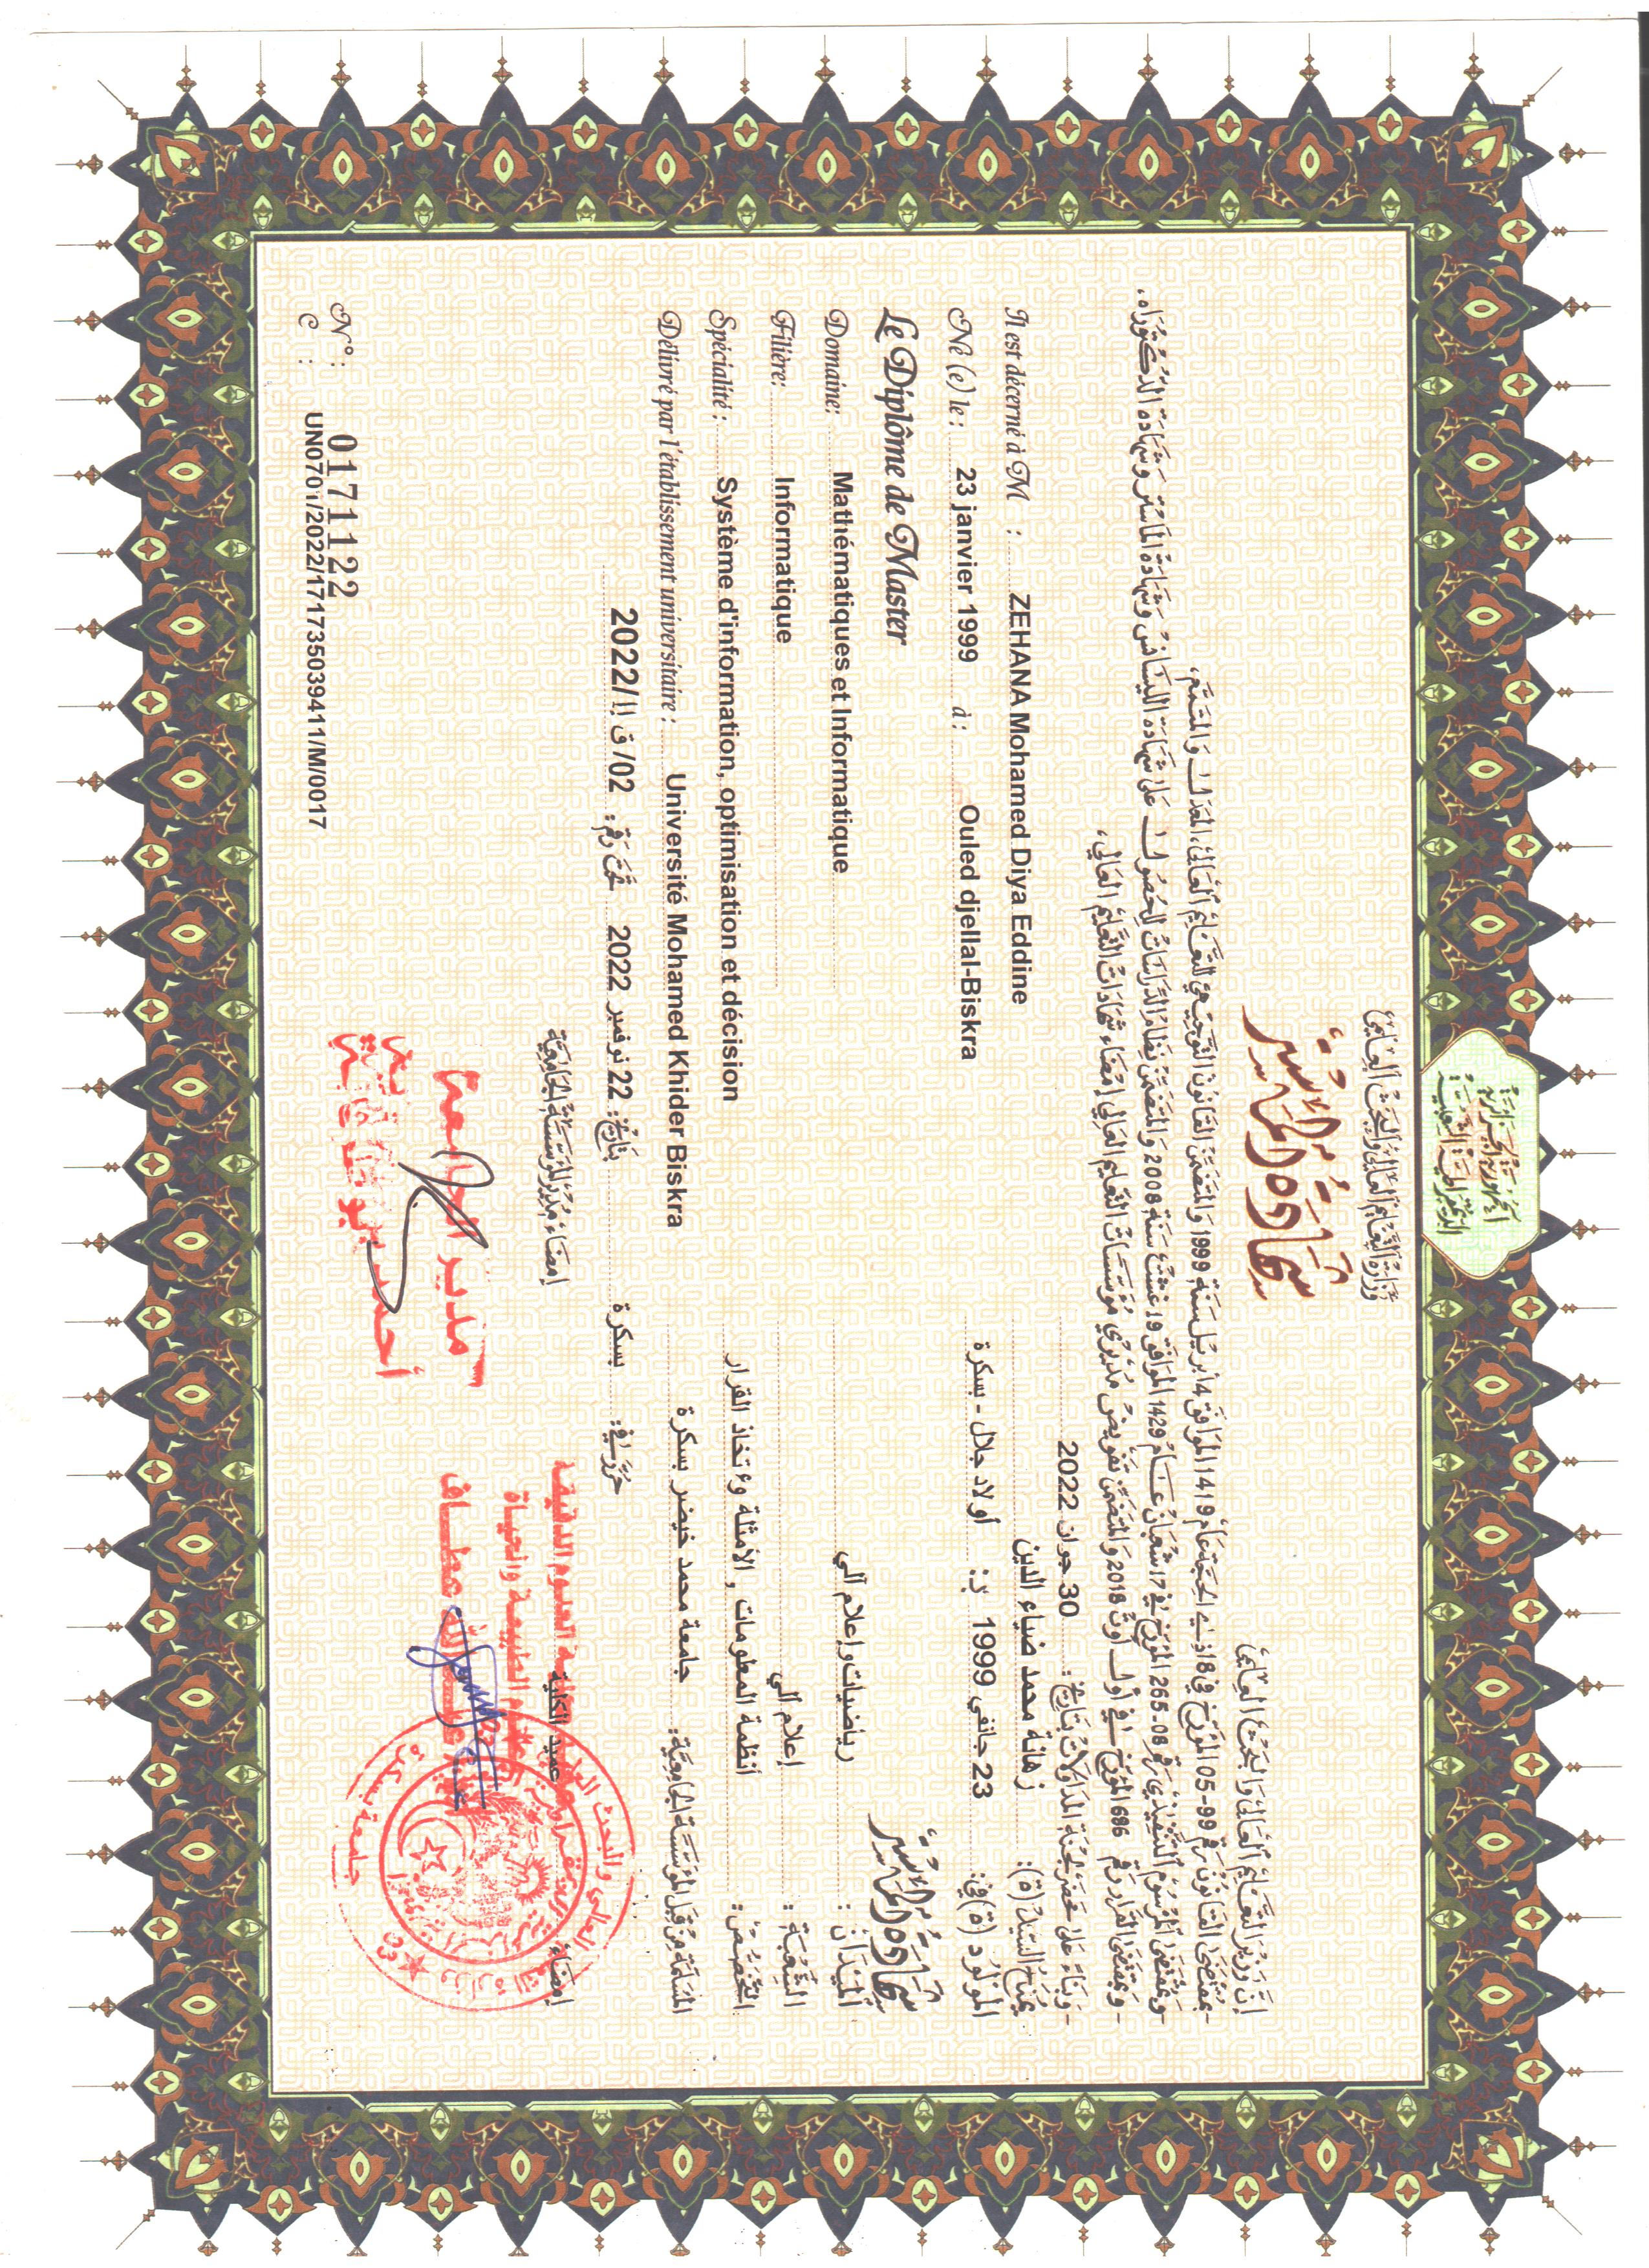 الجمهورية الجزائرية
الديمقراطية الشعبية
وزارة التعليم العالي والبحث العلمي
شهادة الماستر
إن وزير التعليم العالي والبحث العلمي
-بمقتضى القانون رقم 99-05 المؤرخ في 18 ذي الحجة عام 1419 الموافق 4 أبريل سنة 1999 والمتضمن القانون التوجيهي للتعليم العالي، المعدل والمتمم،
-وبمقتضى المرسوم التنفيذي رقم 08-265 المؤرخ في 17 شعبان عام 1429 الموافق 19 غشت سنة 2008 والمتضمن نظام الدراسات للحصول على شهادة الليسانس وشهادة الماستر وشهادة الدكتوراه،
-وبمقتضى القرار رقم 686 المؤرخ في أول أوت 2018 والمتضمن تفويض مديري مؤسسات التعليم العالي إمضاء شهادات التعليم العالي،
-وبناءً على محضر لجنة المداولات بتاريخ: 30 جوان 2022
يمنح السيد(ة): زهانة محمد ضياء الدين
Il est décerné à M : ZEHANA Mohamed Diya Eddine
المولود(ة) في: 23 جانفي 1999 بـ: أولاد جلال - بسكرة
Né (e) le : 23 janvier 1999 à : Ouled djellal-Biskra
شهادة الماستر
Le Diplôme de Master
الميدان : رياضيات وإعلام آلي
Domaine: Mathématiques et Informatique
الشعبة : إعلام آلي
Filière: Informatique
التخصص: أنظمة المعلومات , الأمثلة وءتخاذ القرار
Spécialité : Système d'information, optimisation et décision
المسلمة من قبل المؤسسة الجامعية: جامعة محمد خيضر بسكرة
Délivré par l'établissement universitaire : Université Mohamed Khider Biskra
حرر في: بسكرة بتاريخ: 22 نوفمبر 2022 تحت رقم: 02/ ق إ إ/2022
إمضاء عميد الكلية
إمضاء مدير المؤسسة الجامعية
كلية العلوم الدقيقة
وعلوم الطبيعة والحياة
عبد الله عطاف
مدير الجامعة
أحمد
وزارة التعليم العالي والبحث العلمي
جامعة بسكرة
03
N° : 0171122
C : UN0701/2022/171735039411/M/0017